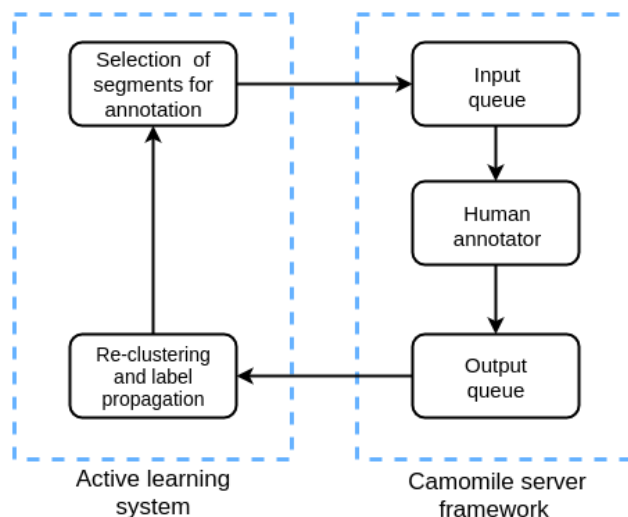 Selection of
segments for
annotation
Input
queue
Human
annotator
Re-clustering
and label
propagation
Output
queue
Active learning
system
Camomile server
framework